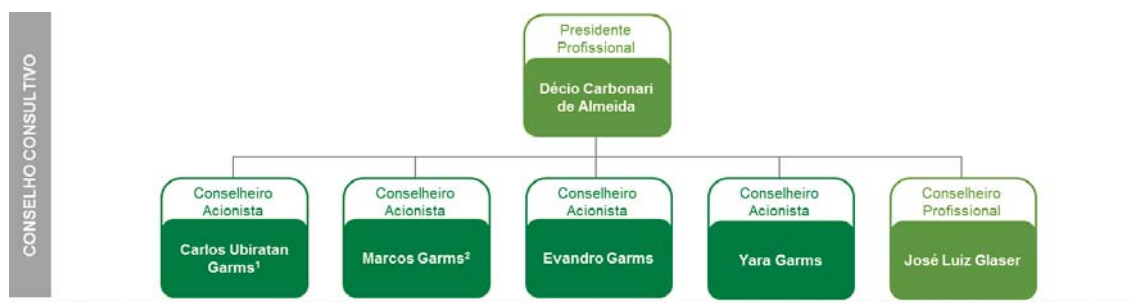 CONSELHO CONSULTIVO
Presidente
Profissional
Décio Carbonari
de Almeida
Conselheiro
Acionista
Carlos Ubiratan
Garms¹
Conselheiro
Acionista
Marcos Garms²
Conselheiro
Acionista
Evandro Garms
Conselheiro
Acionista
Yara Garms
Conselheiro
Profissional
José Luiz Glaser